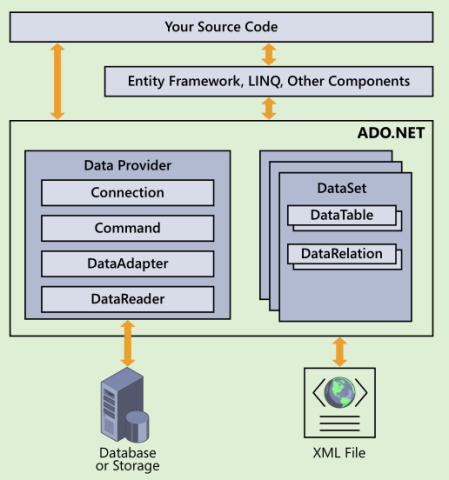 Your Source Code
Entity Framework, LINQ, Other Components
ADO.NET
Data Provider
Connection
Command
DataAdapter
DataReader
DataSet
DataTable
DataRelation
Database
or Storage
XML File